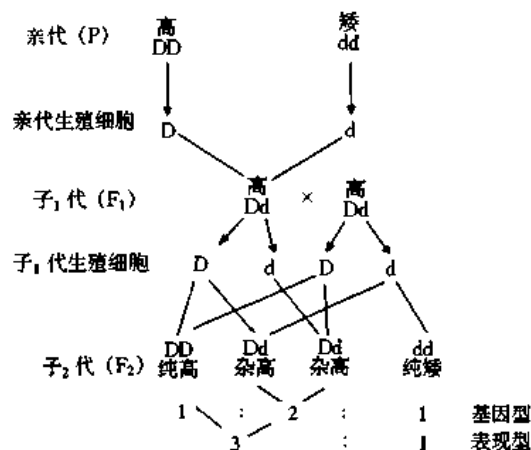 高 矮
亲代（P） DD dd
亲代生殖细胞 D d
高 高
子₁代（F₁） Dd × Dd
子₁代生殖细胞 D d D d
DD Dd Dd dd
子₂代（F₂） 纯高 杂高 杂高 纯矮
1 : 2 : 1 基因型
3 : 1 表现型